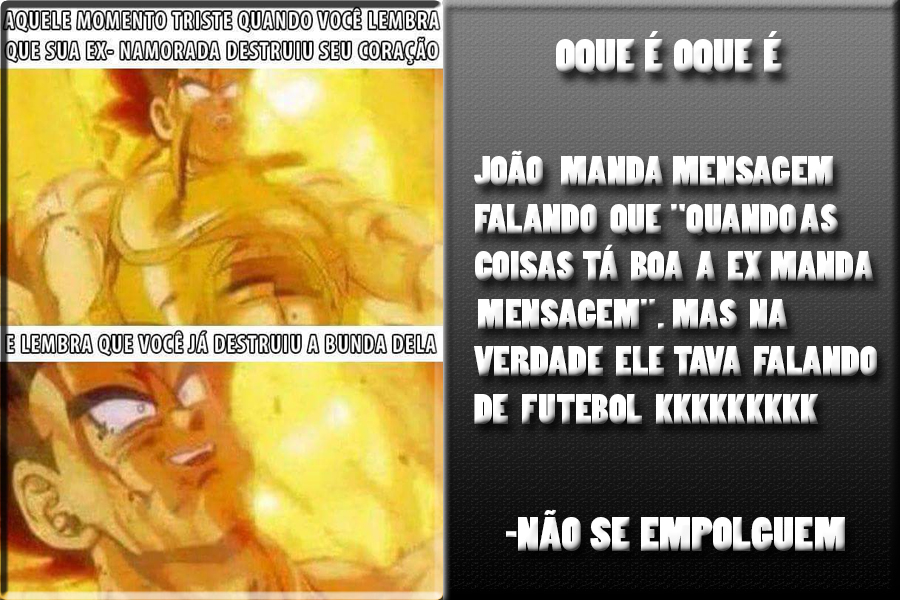 AQUELE MOMENTO TRISTE QUANDO VOCÊ LEMBRA
QUE SUA EX- NAMORADA DESTRUIU SEU CORAÇÃO
E LEMBRA QUE VOCÊ JÁ DESTRUIU A BUNDA DELA
OQUE É OQUE É
JOÃO MANDA MENSAGEM
FALANDO QUE "QUANDO AS
COISAS TÁ BOA A EX MANDA
MENSAGEM", MAS NA
VERDADE ELE TAVA FALANDO
DE FUTEBOL KKKKKKKKK
-NÃO SE EMPOLGUEM